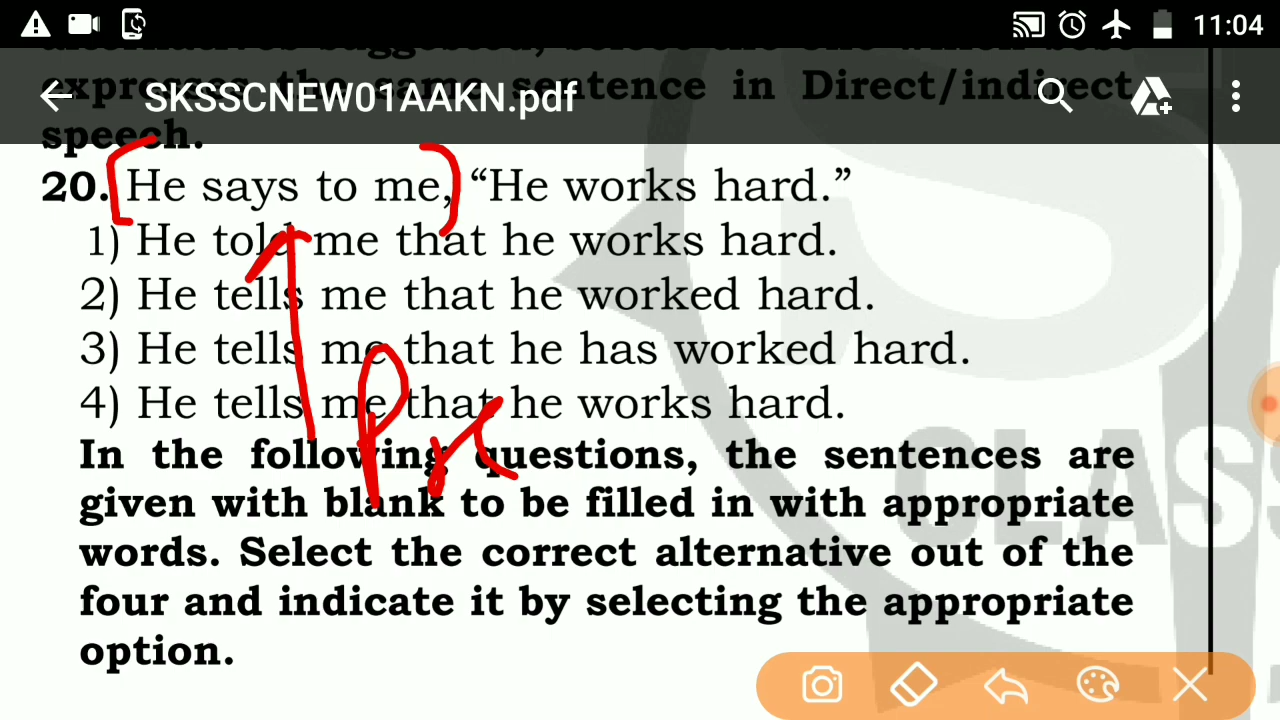 11:04
expresses the same sentence in Direct/indirect
SKSSCNEW01AAKN.pdf
speech.
20. He says to me, “He works hard.”
1) He told me that he works hard.
2) He tells me that he worked hard.
3) He tells me that he has worked hard.
4) He tells me that he works hard.
In the following questions, the sentences are
given with blank to be filled in with appropriate
words. Select the correct alternative out of the
four and indicate it by selecting the appropriate
option.
CLASS